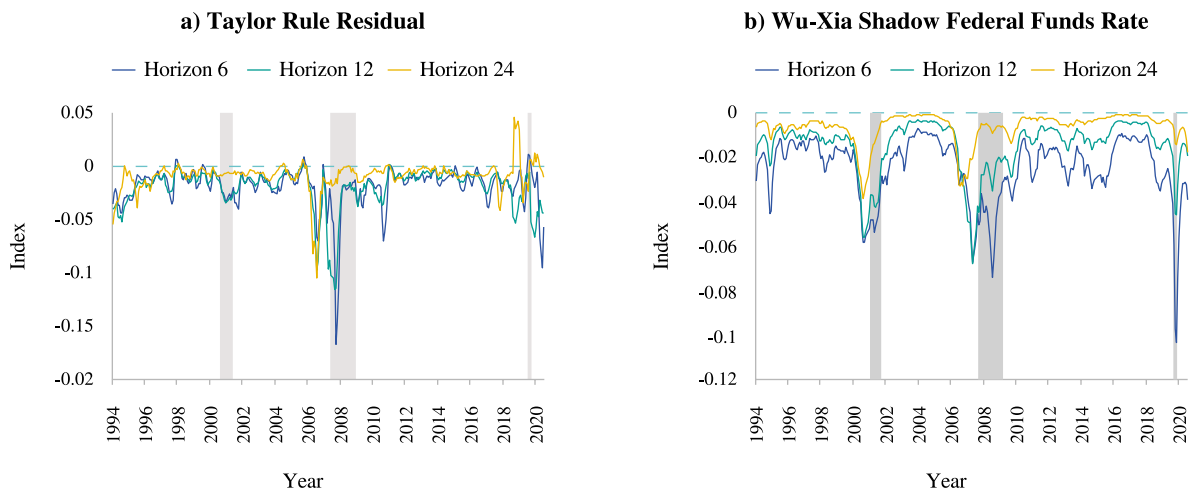 a) Taylor Rule Residual
Horizon 6 Horizon 12 Horizon 24
0.05
0
-0.05
-0.1
-0.15
-0.02
Index
1994 1996 1998 2000 2002 2004 2006 2008 2010 2012 2014 2016 2018 2020
Year
b) Wu-Xia Shadow Federal Funds Rate
Horizon 6 Horizon 12 Horizon 24
0
-0.02
-0.04
-0.06
-0.08
-0.1
-0.12
Index
1994 1996 1998 2000 2002 2004 2006 2008 2010 2012 2014 2016 2018 2020
Year